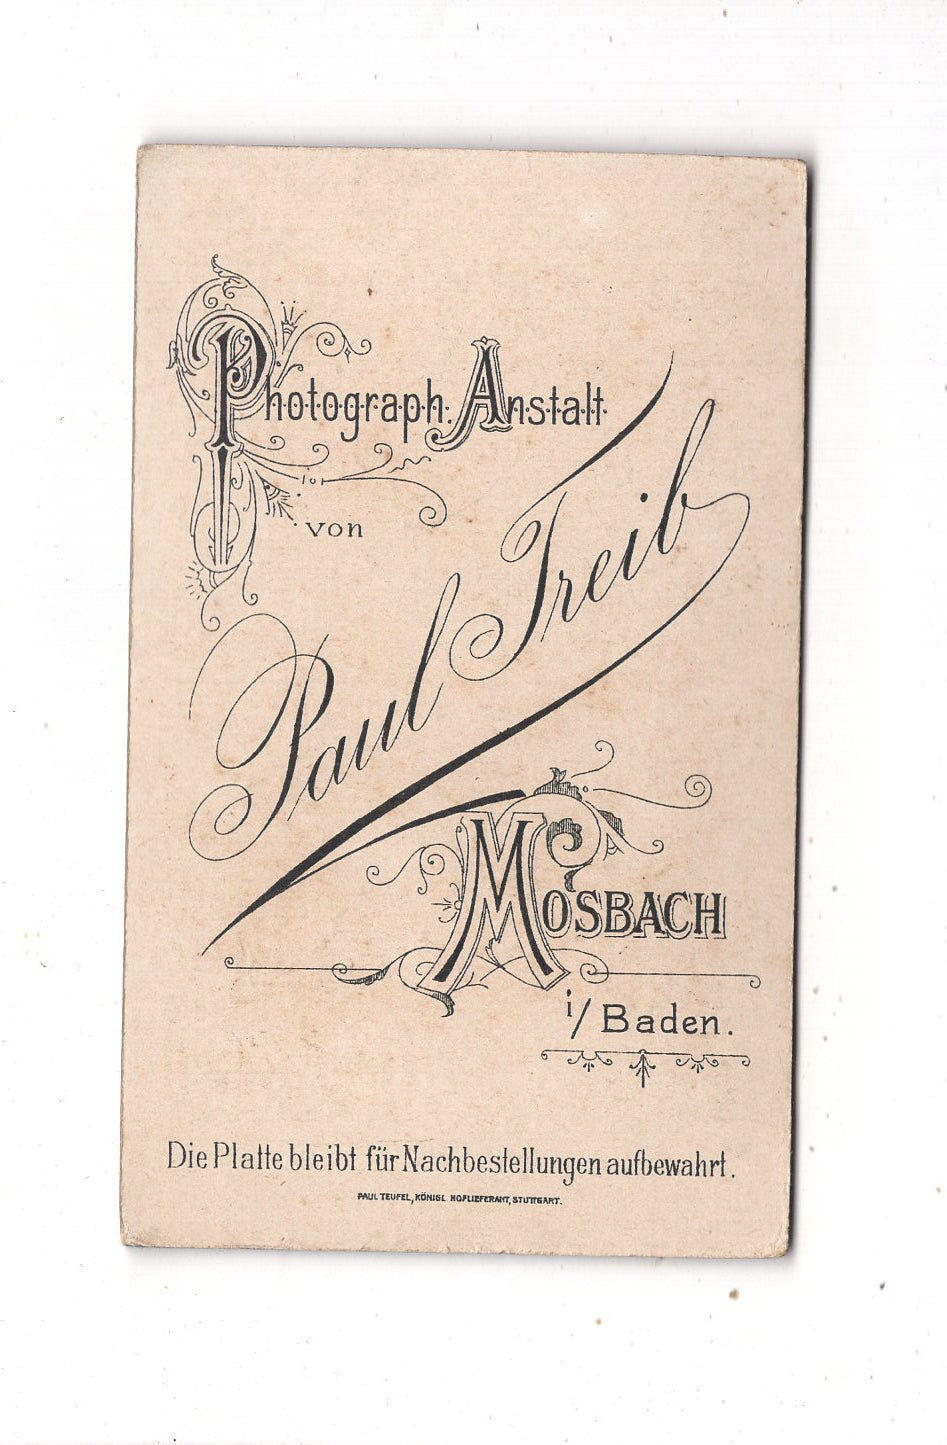 Photograph. Anstalt
von
Paul Treib
MOSBACH
i/ Baden.
Die Platte bleibt für Nachbestellungen aufbewahrt.
PAUL TEUFEL, KÖNIGL. HOFLIEFERANT, STUTTGART.